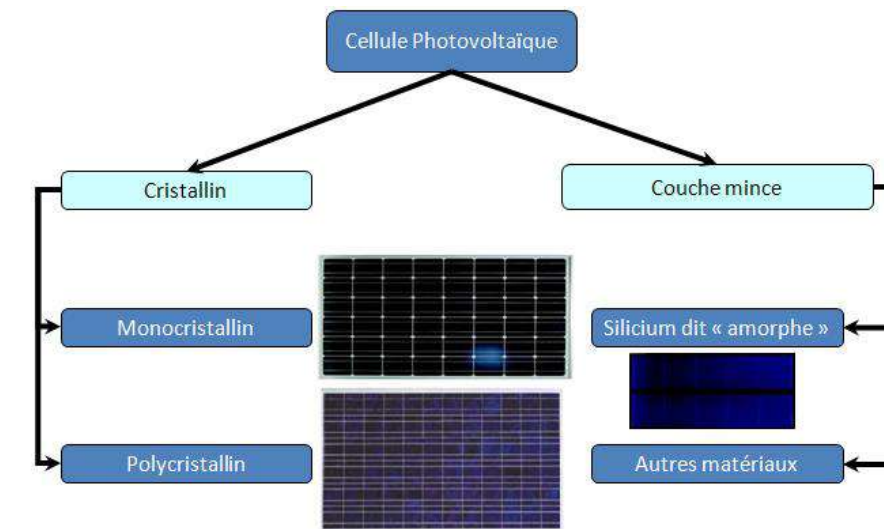 Cellule Photovoltaïque
Cristallin
Couche mince
Monocristallin
Silicium dit « amorphe »
Polycristallin
Autres matériaux